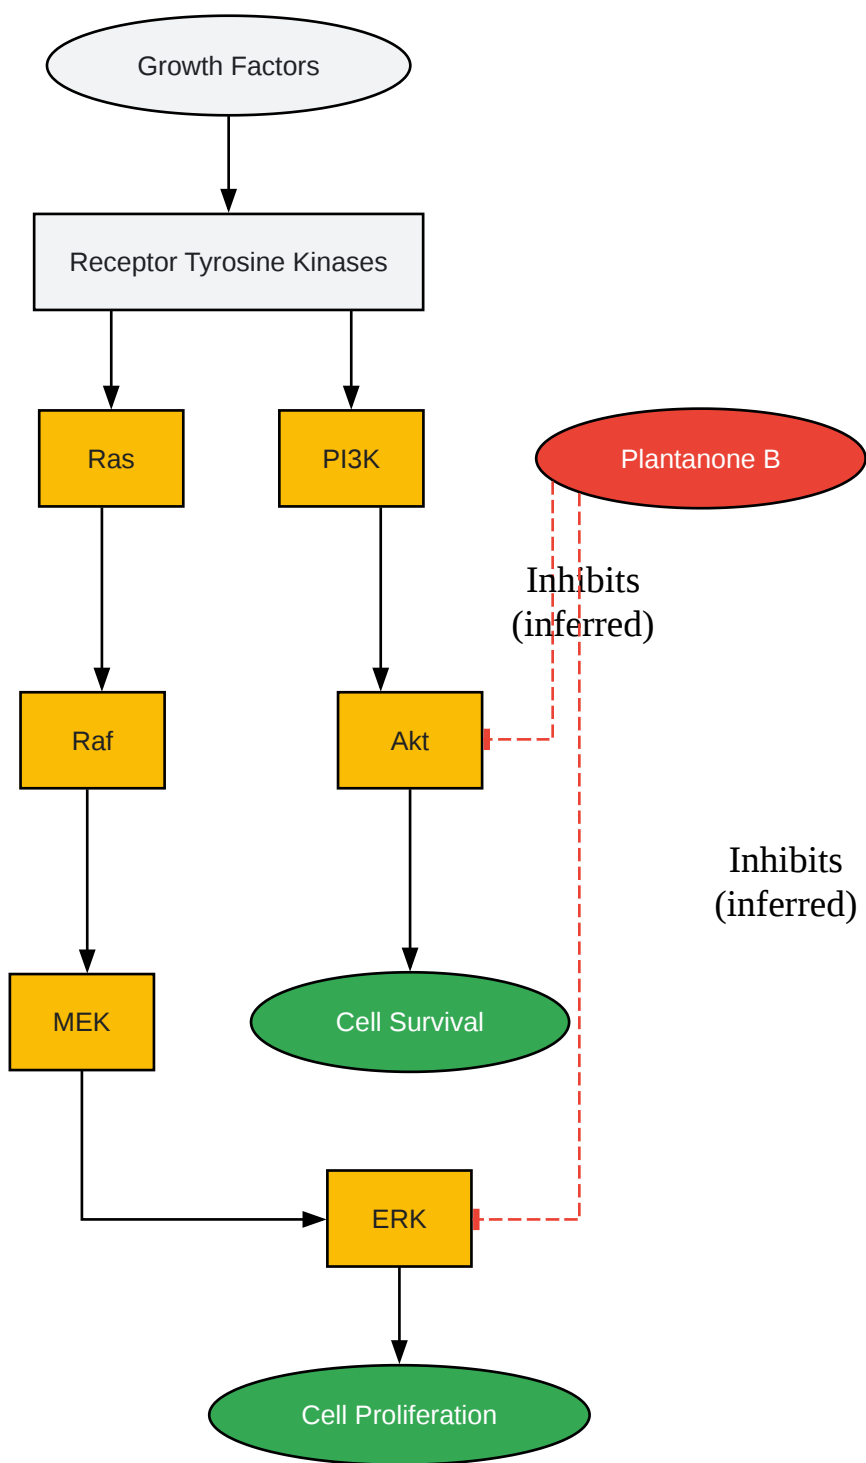 Growth Factors
Receptor Tyrosine Kinases
Ras
PI3K
Plantanone B
Inhibits
(inferred)
Raf
Akt
Inhibits
(inferred)
MEK
Cell Survival
ERK
Cell Proliferation